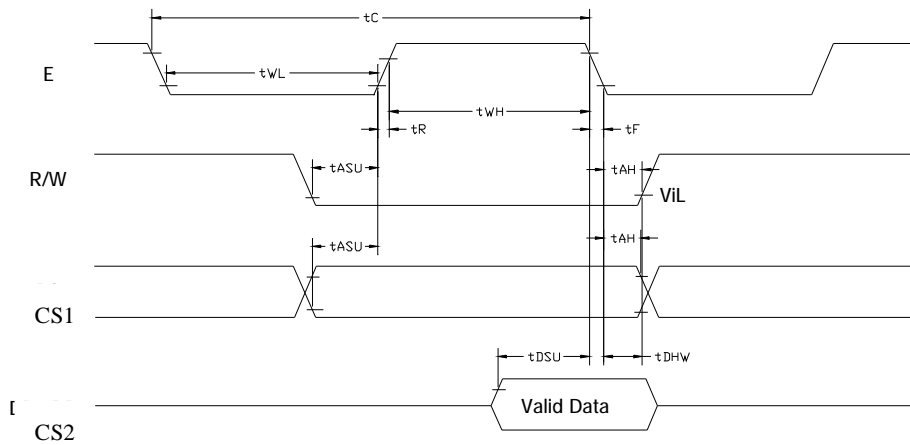 tC
E
tWL
tWH
tR
tF
tASU
tAH
R/W
ViL
tASU
tAH
CS1
tDSU
tDHW
Valid Data
CS2